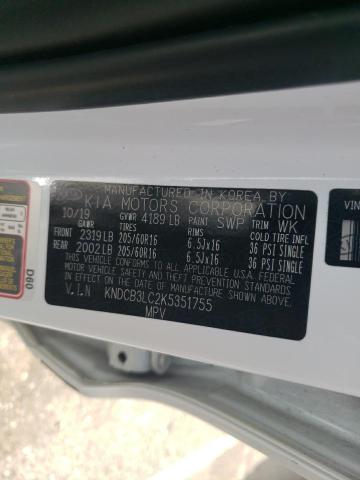 MANUFACTURED IN KOREA BY
KIA MOTORS CORPORATION
10/19 GVWR 4189 LB PAINT SWP TRIM WK
GAWR TIRES RIMS COLD TIRE INFL
FRONT 2319LB 205/60R16 6.5Jx16 36 PSI SNGL
REAR 2002LB 205/60R16 6.5Jx16 36 PSI SNGL
THIS VEHICLE CONFORMS TO ALL APPLICABLE U.S.A. FEDERAL
MOTOR VEHICLE SAFETY AND THEFT PREVENTION STANDARDS
IN EFFECT ON THE DATE OF MANUFACTURE SHOWN ABOVE.
V.I.N KNDCB3LC2K5351755
MPV
D60
VIN